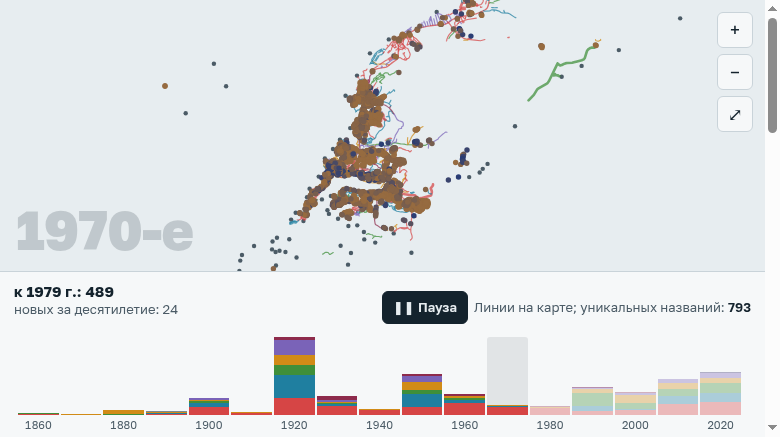 +
−
⤢
1970-е
к 1979 г.: 489
новых за десятилетие: 24
❚❚ Пауза
Линии на карте; уникальных названий: 793
1860 1880 1900 1920 1940 1960 1980 2000 2020